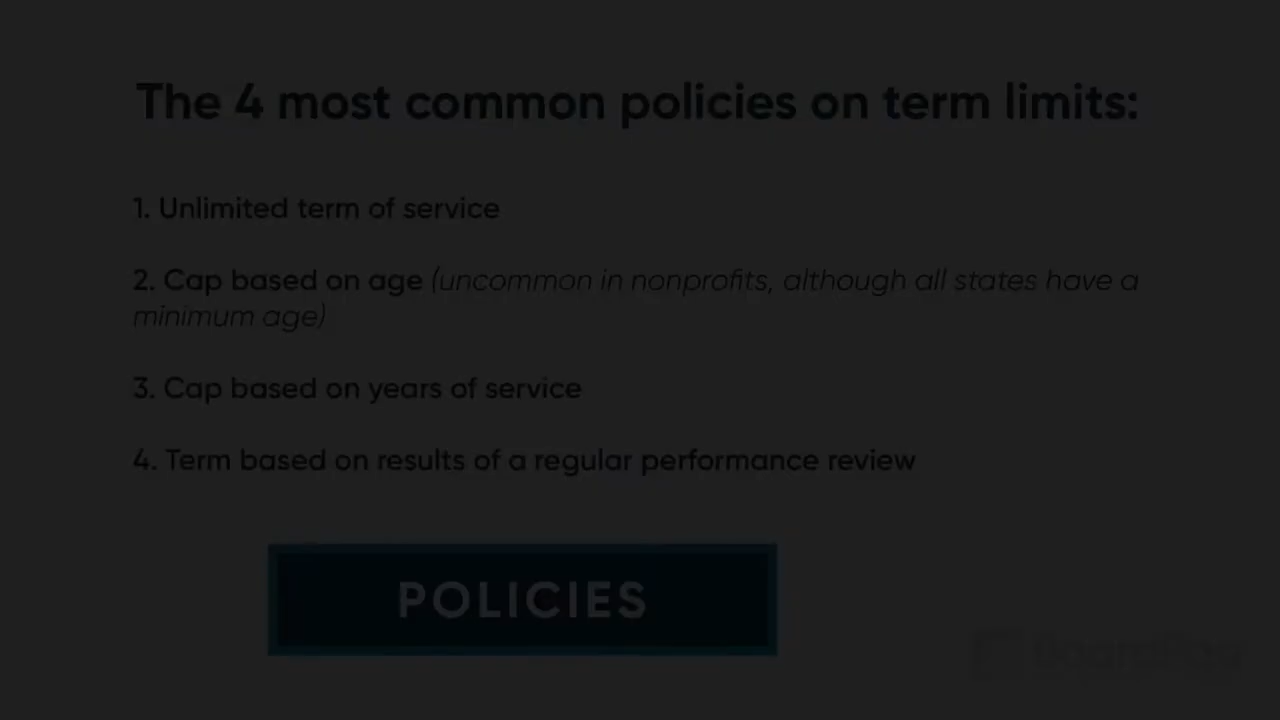 The 4 most common policies on term limits:
1. Unlimited term of service
2. Cap based on age (uncommon in nonprofits, although all states have a
minimum age)
3. Cap based on years of service
4. Term based on results of a regular performance review
POLICIES